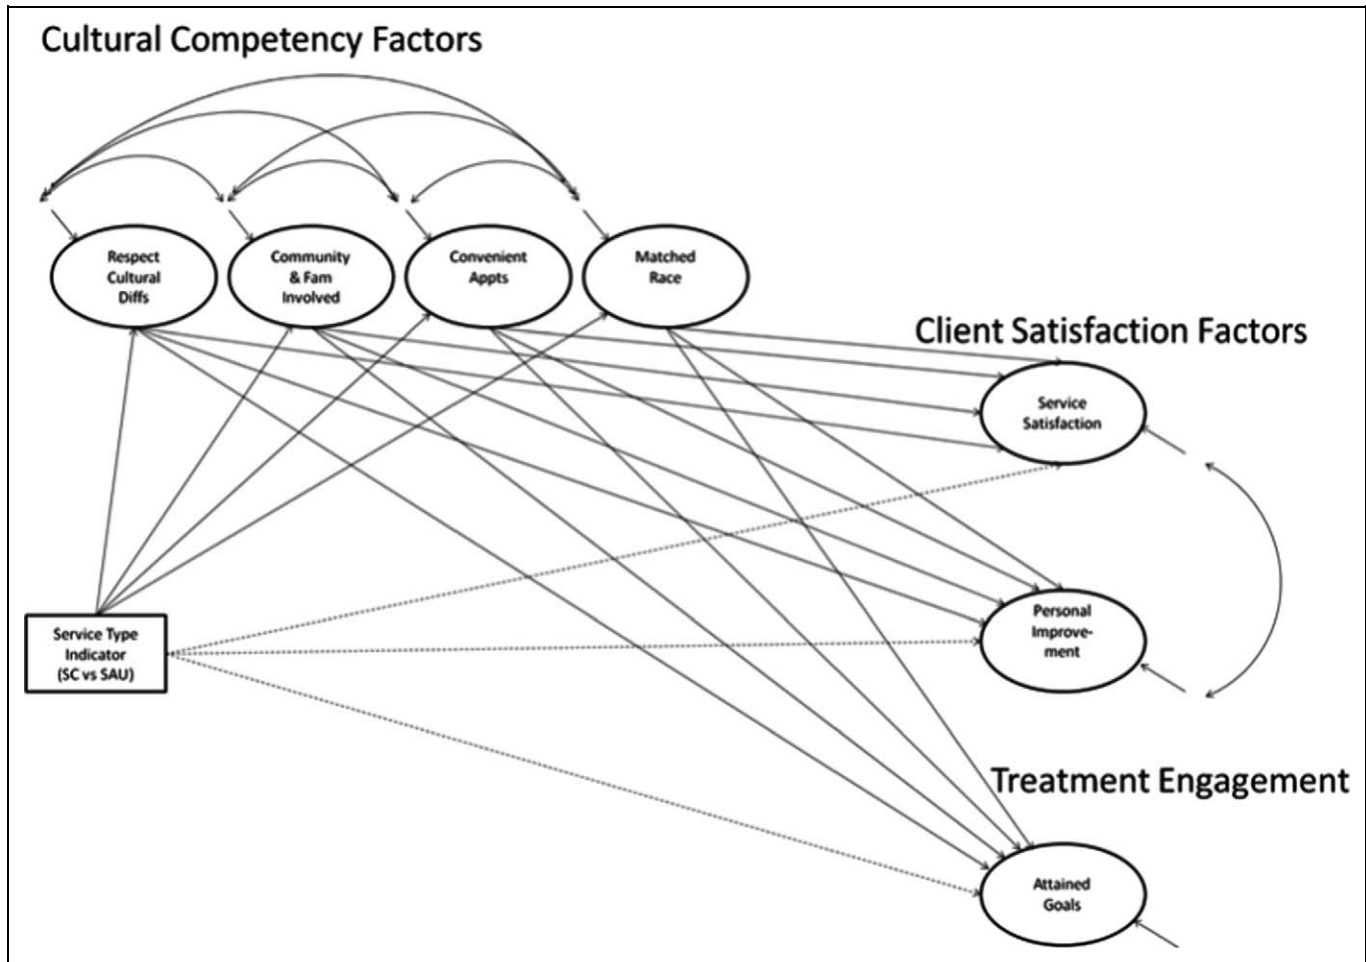 Cultural Competency Factors
Respect
Cultural
Diffs
Community
& Fam
Involved
Convenient
Appts
Matched
Race
Client Satisfaction Factors
Service
Satisfaction
Service Type
Indicator
(SC vs SAU)
Personal
Improve-
ment
Treatment Engagement
Attained
Goals